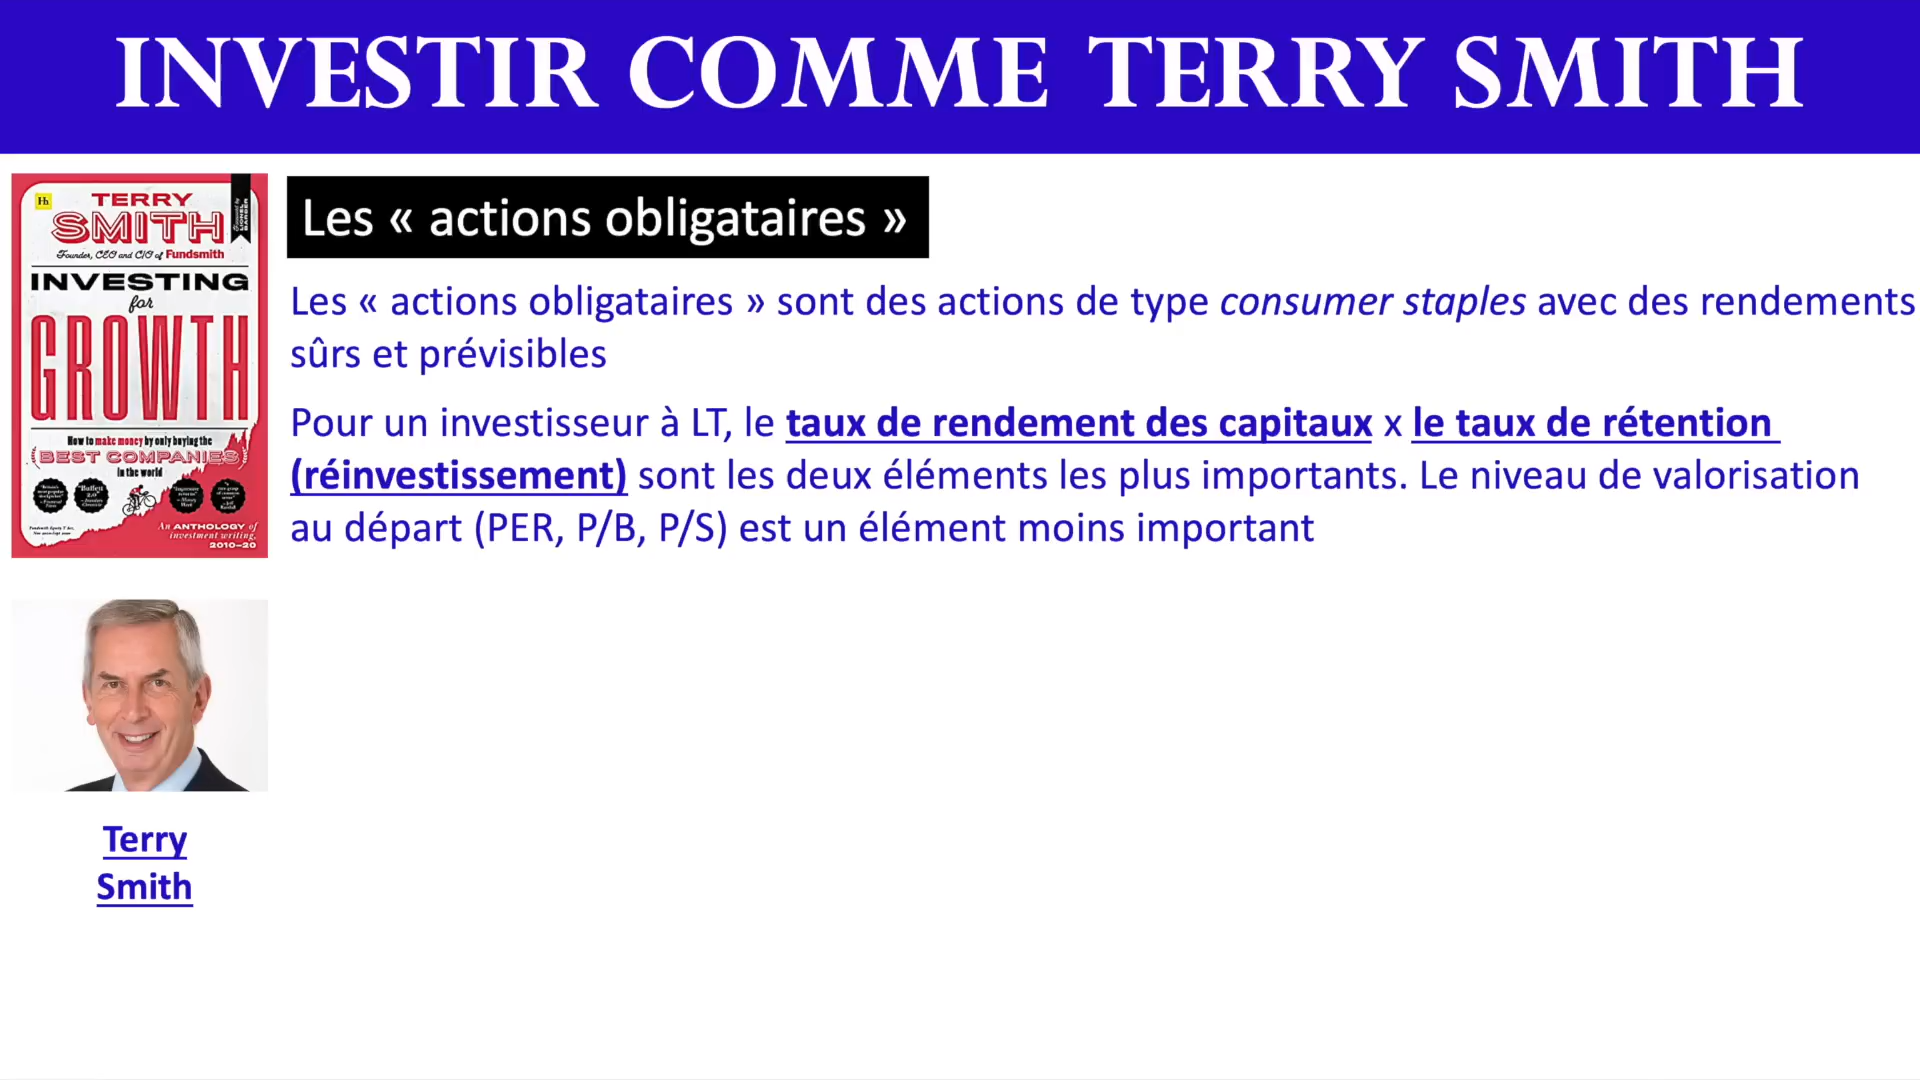 INVESTIR COMME TERRY SMITH
TERRY
SMITH
Founder, CEO and CIO of Fundsmith
INVESTING
for
GROWTH
How to make money by only buying the
BEST COMPANIES
in the world
An ANTHOLOGY of
investment writing,
2010–20
Les « actions obligataires »
Les « actions obligataires » sont des actions de type consumer staples avec des rendements
sûrs et prévisibles
Pour un investisseur à LT, le taux de rendement des capitaux x le taux de rétention
(réinvestissement) sont les deux éléments les plus importants. Le niveau de valorisation
au départ (PER, P/B, P/S) est un élément moins important
Terry
Smith